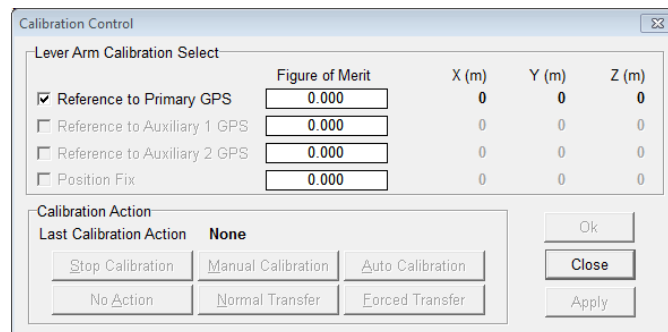 Calibration Control
Lever Arm Calibration Select
Figure of Merit X (m) Y (m) Z (m)
Reference to Primary GPS 0.000 0 0 0
Reference to Auxiliary 1 GPS 0.000 0 0 0
Reference to Auxiliary 2 GPS 0.000 0 0 0
Position Fix 0.000 0 0 0
Calibration Action
Last Calibration Action None
Ok
Stop Calibration Manual Calibration Auto Calibration
Close
No Action Normal Transfer Forced Transfer
Apply